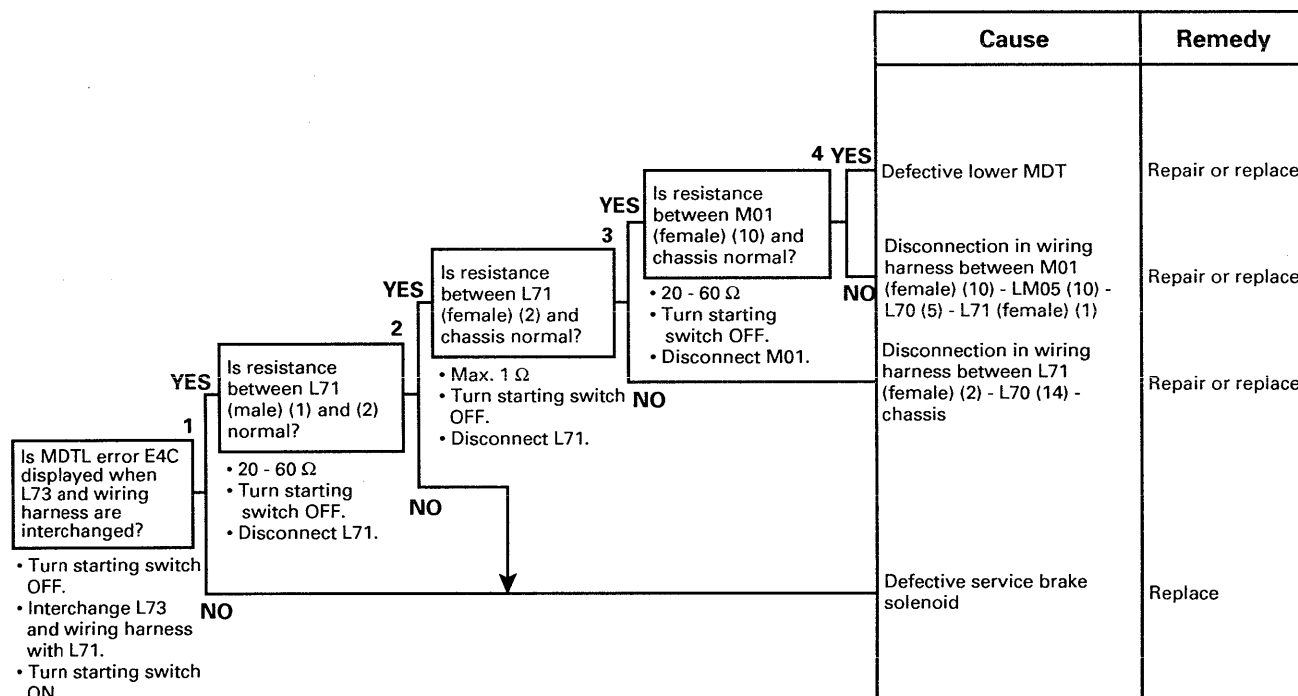 Cause
Remedy
4 YES
Defective lower MDT
Repair or replace
Is resistance
between M01
(female) (10) and
chassis normal?
YES
3
Disconnection in wiring
harness between M01
(female) (10) - LM05 (10) -
L70 (5) - L71 (female) (1)
Repair or replace
NO
• 20 - 60 Ω
• Turn starting
switch OFF.
• Disconnect M01.
Is resistance
between L71
(female) (2) and
chassis normal?
YES
2
Disconnection in wiring
harness between L71
(female) (2) - L70 (14) -
chassis
Repair or replace
NO
• Max. 1 Ω
• Turn starting switch
OFF.
• Disconnect L71.
Is resistance
between L71
(male) (1) and (2)
normal?
YES
1
• 20 - 60 Ω
• Turn starting
switch OFF.
• Disconnect L71.
NO
Is MDTL error E4C
displayed when
L73 and wiring
harness are
interchanged?
• Turn starting switch
OFF.
• Interchange L73
and wiring harness
with L71.
• Turn starting switch
ON.
NO
Defective service brake
solenoid
Replace